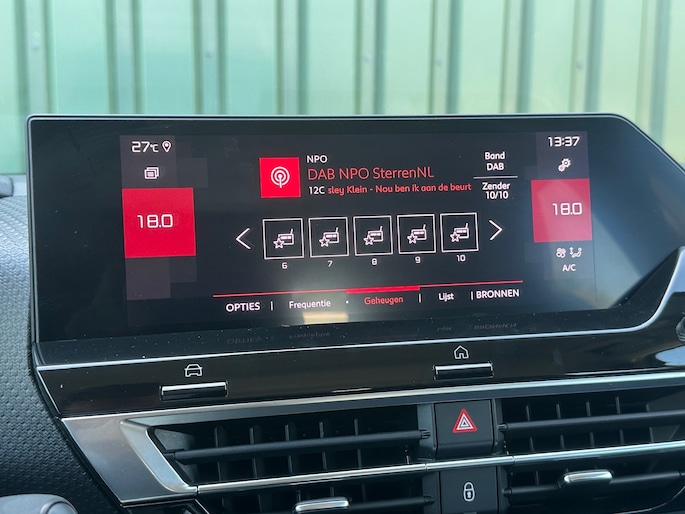 27°C
NPO
DAB NPO SterrenNL
12C sley Klein - Nou ben ik aan de beurt
Band
DAB
Zender
10/10
13:37
18.0
18.0
6 7 8 9 10
A/C
OPTIES | Frequentie • Geheugen | Lijst | BRONNEN